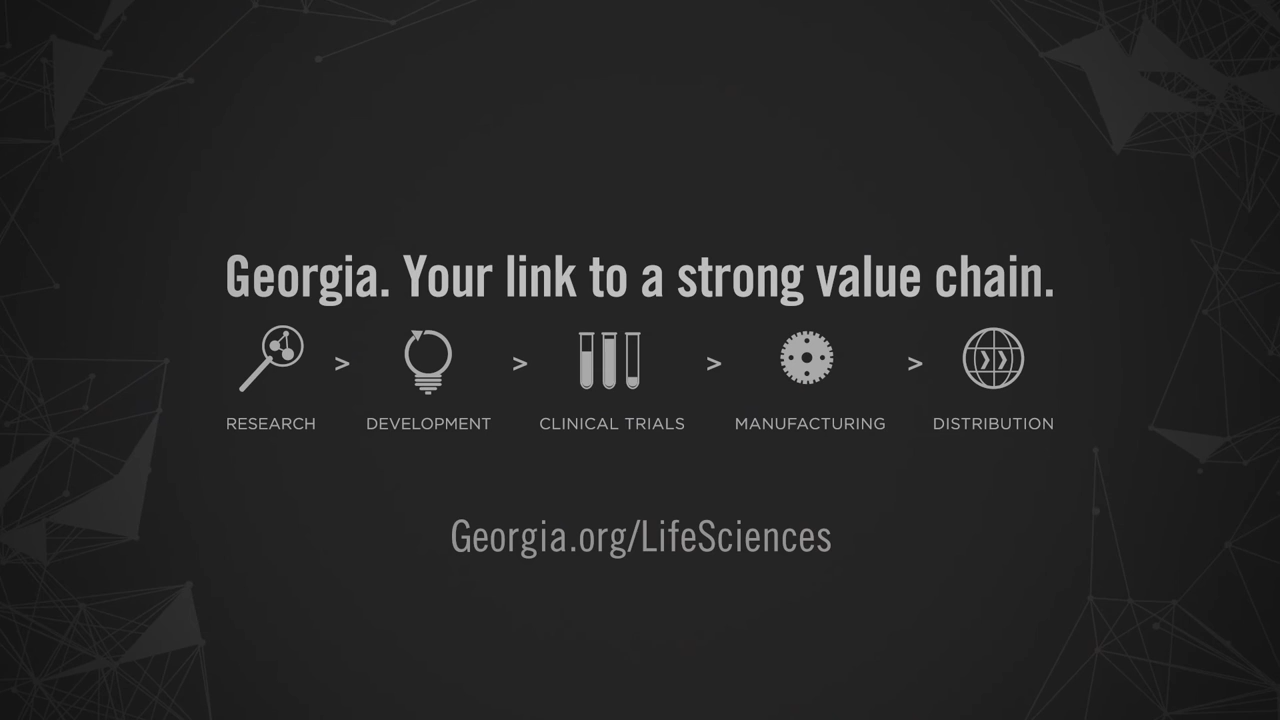 Georgia. Your link to a strong value chain.
> > > >
RESEARCH DEVELOPMENT CLINICAL TRIALS MANUFACTURING DISTRIBUTION
Georgia.org/LifeSciences